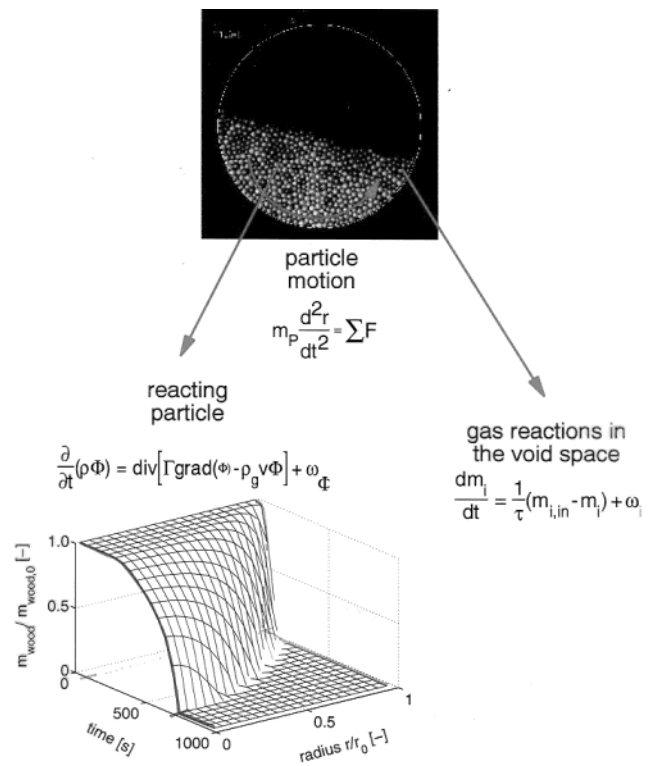 particle
motion
m_P d²r/dt² = ∑F
reacting
particle
∂/∂t(ρΦ) = div[Γgrad(Φ)-ρ_g vΦ] + ω_Φ
gas reactions in
the void space
dm_i/dt = 1/τ(m_i,in - m_i) + ω_i
m_wood / m_wood,0 [–]
1.0
0.5
0
0
500
1000
time [s]
0
0.5
1
radius r/r_0 [–]